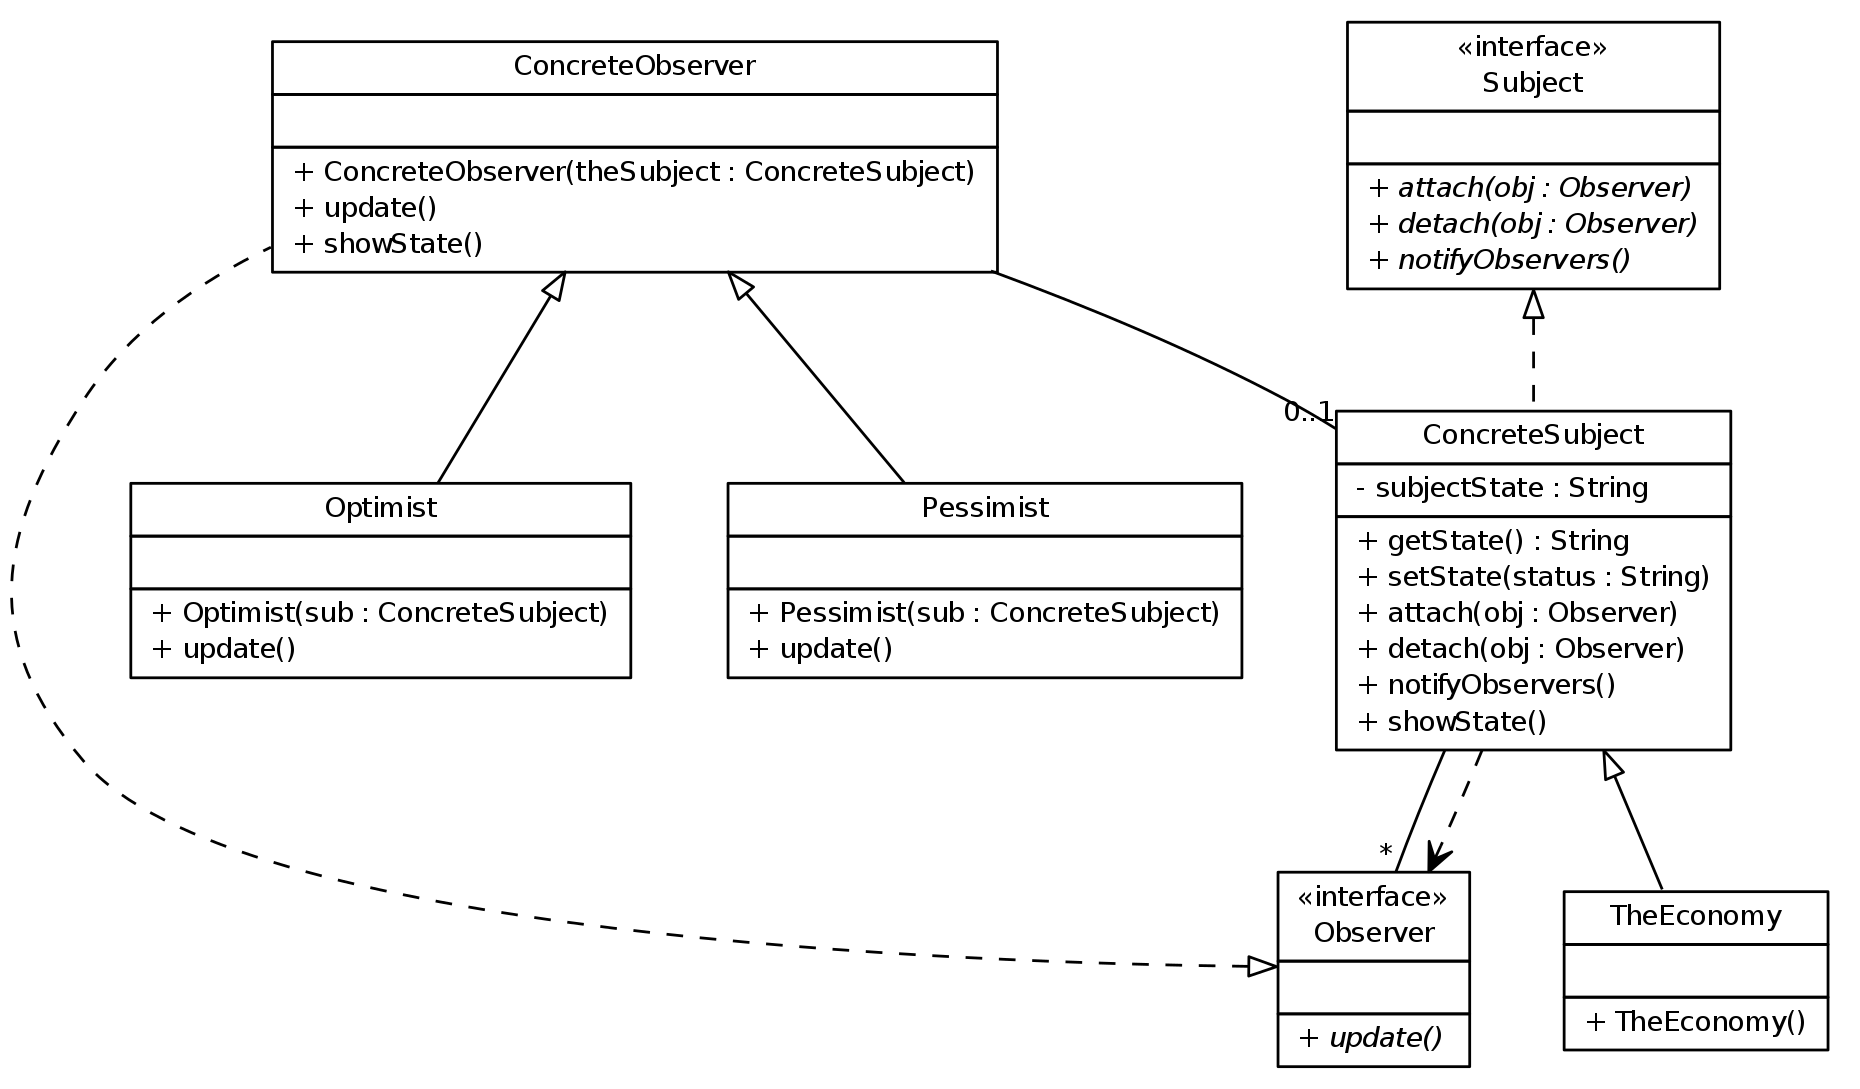 ConcreteObserver
+ ConcreteObserver(theSubject : ConcreteSubject)
+ update()
+ showState()
«interface»
Subject
+ attach(obj : Observer)
+ detach(obj : Observer)
+ notifyObservers()
0..1
ConcreteSubject
- subjectState : String
+ getState() : String
+ setState(status : String)
+ attach(obj : Observer)
+ detach(obj : Observer)
+ notifyObservers()
+ showState()
Optimist
+ Optimist(sub : ConcreteSubject)
+ update()
Pessimist
+ Pessimist(sub : ConcreteSubject)
+ update()
*
«interface»
Observer
+ update()
TheEconomy
+ TheEconomy()